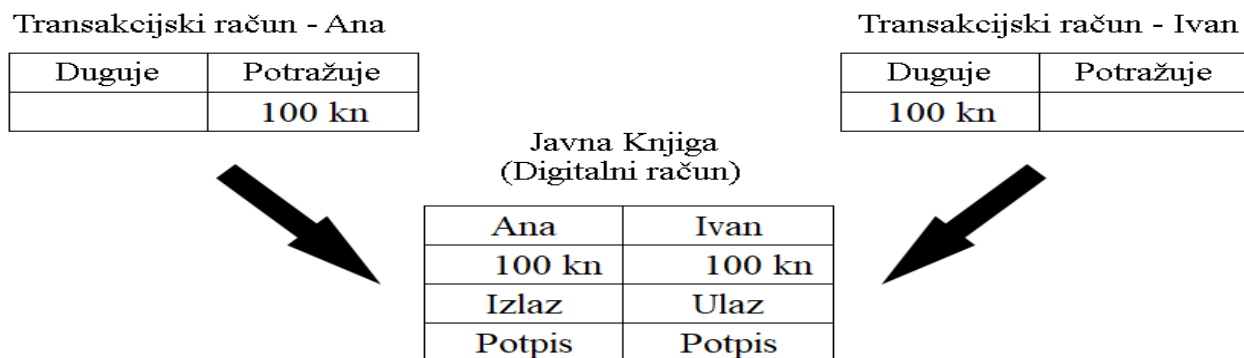 Transakcijski račun - Ana
Duguje Potražuje
100 kn
Transakcijski račun - Ivan
Duguje Potražuje
100 kn
Javna Knjiga
(Digitalni račun)
Ana Ivan
100 kn 100 kn
Izlaz Ulaz
Potpis Potpis